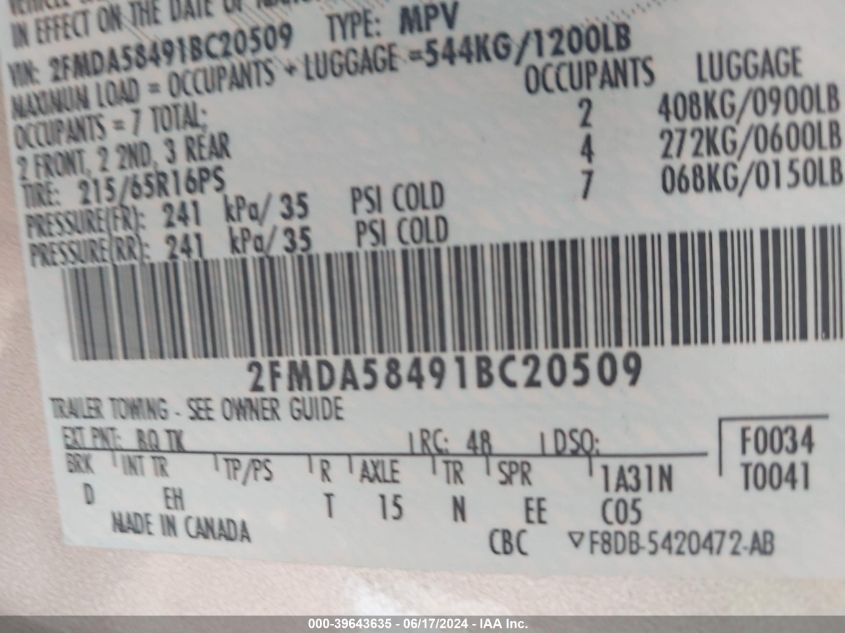 IN EFFECT ON THE DATE OF
VIN: 2FMDA58491BC20509 TYPE: MPV
MAXIMUM LOAD = OCCUPANTS + LUGGAGE =544KG/1200LB
OCCUPANTS = 7 TOTAL; OCCUPANTS LUGGAGE
2 FRONT, 2 2ND, 3 REAR 2 408KG/0900LB
TIRE: 215/65R16PS 4 272KG/0600LB
PRESSURE(FR): 241 kPa/ 35 PSI COLD 7 068KG/0150LB
PRESSURE(RR): 241 kPa/ 35 PSI COLD
2FMDA58491BC20509
TRAILER TOWING - SEE OWNER GUIDE
EXT PNT: BQ TK RC: 48 DSO: F0034
BRK INT TR TP/PS R AXLE TR SPR 1A31N T0041
D EH T 15 N EE C05
MADE IN CANADA
CBC ▽F8DB-5420472-AB
000-39643635 - 06/17/2024 - IAA Inc.